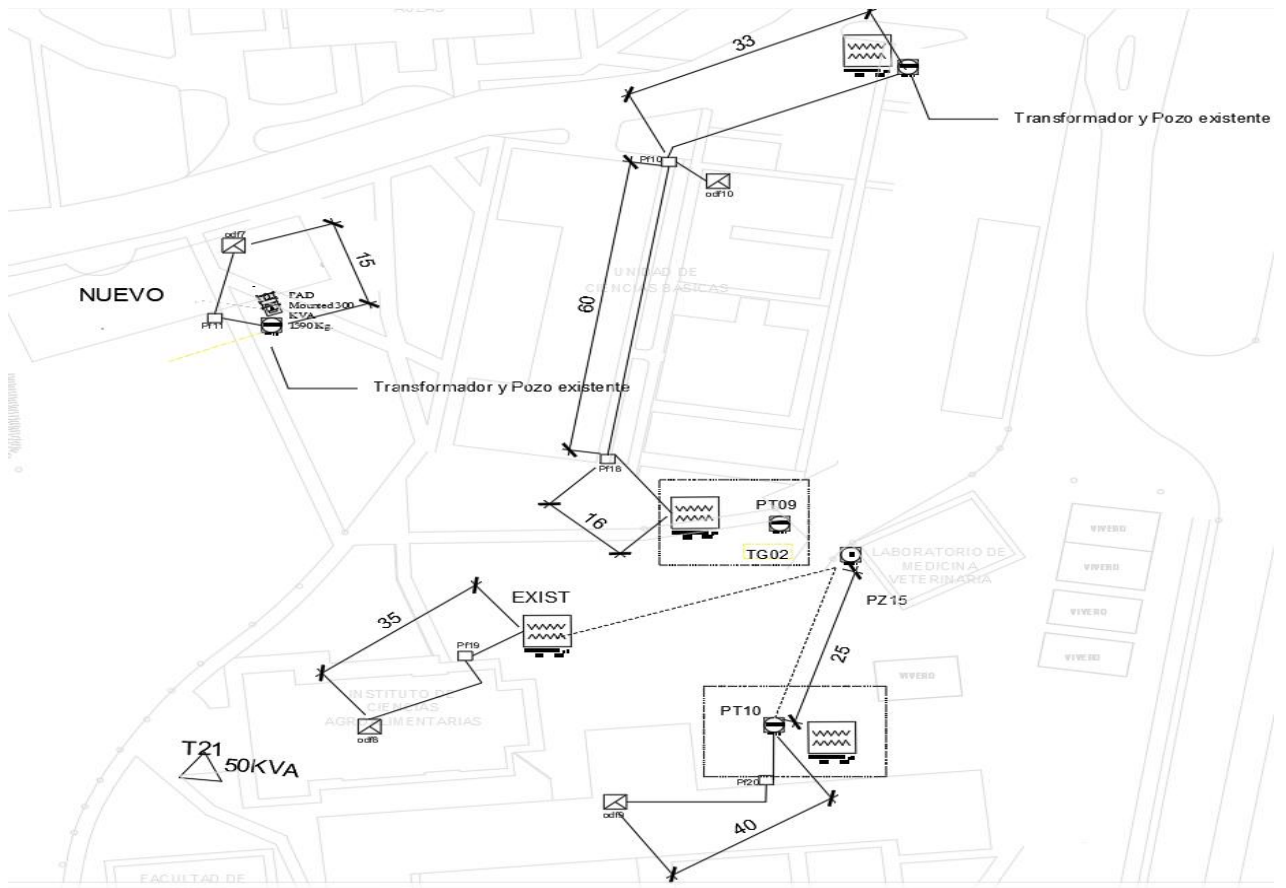 AULAS
33
Transformador y Pozo existente
Pf10
odf10
odf7
15
NUEVO
PAD
Mounted 300
KVA
1390 Kg.
Pf11
UNIDAD DE
CIENCIAS BASICAS
60
Transformador y Pozo existente
Pf18
16
PT09
TG02
VIVERO
LABORATORIO DE
MEDICINA
VETERINARIA
VIVERO
PZ15
EXIST
VIVERO
35
Pf19
25
VIVERO
VIVERO
INSTITUTO DE
CIENCIAS
AGROALIMENTARIAS
odf8
PT10
T21
50KVA
Pf20
odf9
40
FACULTAD DE